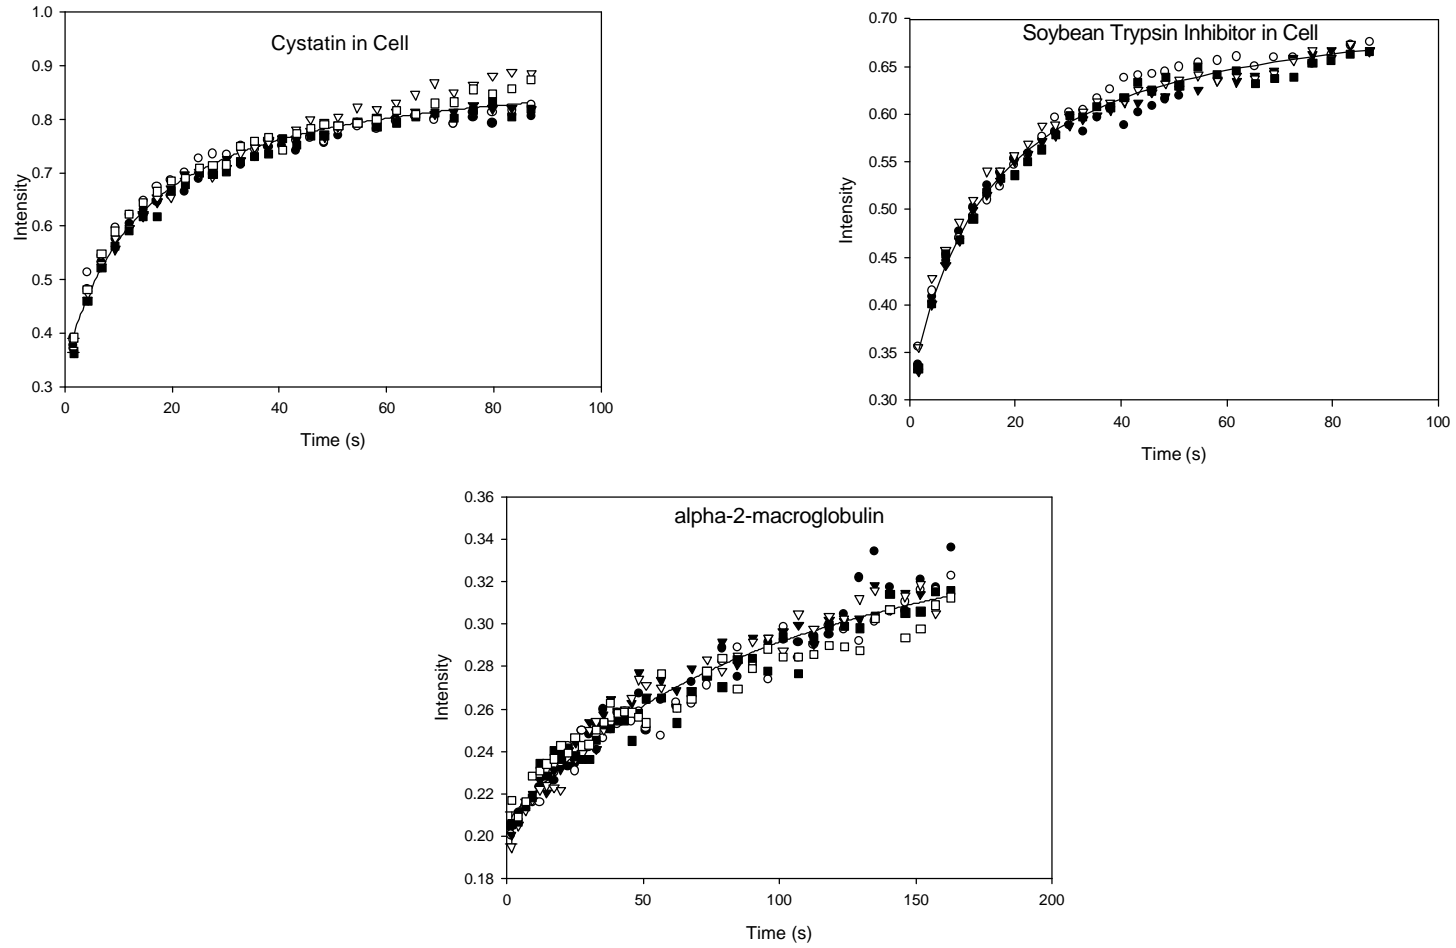 Cystatin in Cell
Intensity
1.0
0.9
0.8
0.7
0.6
0.5
0.4
0.3
0 20 40 60 80 100
Time (s)
Soybean Trypsin Inhibitor in Cell
Intensity
0.70
0.65
0.60
0.55
0.50
0.45
0.40
0.35
0.30
0 20 40 60 80 100
Time (s)
alpha-2-macroglobulin
Intensity
0.36
0.34
0.32
0.30
0.28
0.26
0.24
0.22
0.20
0.18
0 50 100 150 200
Time (s)